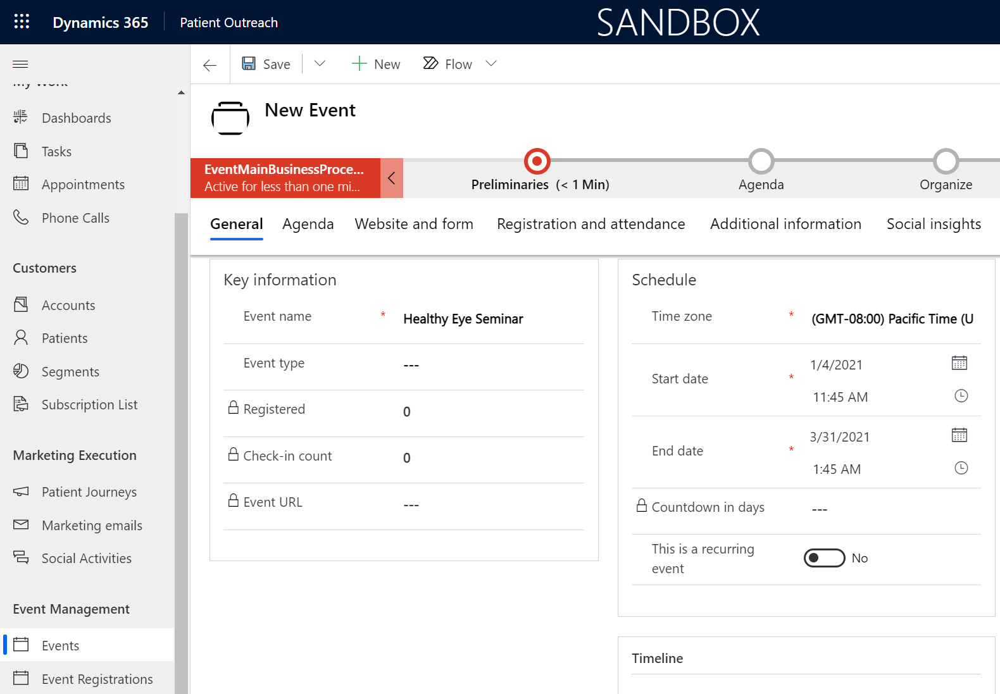 Dynamics 365
Patient Outreach
SANDBOX
Save
New
Flow
My Work
Dashboards
Tasks
Appointments
Phone Calls
Customers
Accounts
Patients
Segments
Subscription List
Marketing Execution
Patient Journeys
Marketing emails
Social Activities
Event Management
Events
Event Registrations
New Event
EventMainBusinessProce...
Active for less than one mi...
Preliminaries (< 1 Min)
Agenda
Organize
General
Agenda
Website and form
Registration and attendance
Additional information
Social insights
Key information
Event name * Healthy Eye Seminar
Event type ---
Registered 0
Check-in count 0
Event URL ---
Schedule
Time zone * (GMT-08:00) Pacific Time (U
Start date * 1/4/2021
11:45 AM
End date * 3/31/2021
1:45 AM
Countdown in days ---
This is a recurring
event
No
Timeline